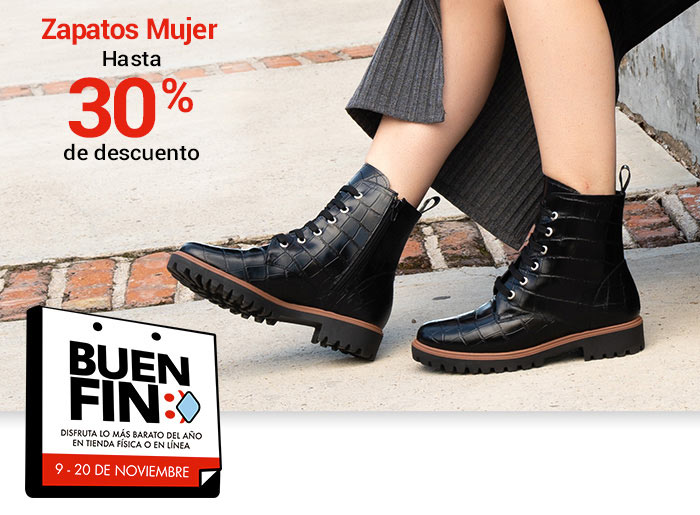 Zapatos Mujer
Hasta
30%
de descuento
BUEN
FIN:
DISFRUTA LO MÁS BARATO DEL AÑO
EN TIENDA FÍSICA O EN LÍNEA
9 - 20 DE NOVIEMBRE